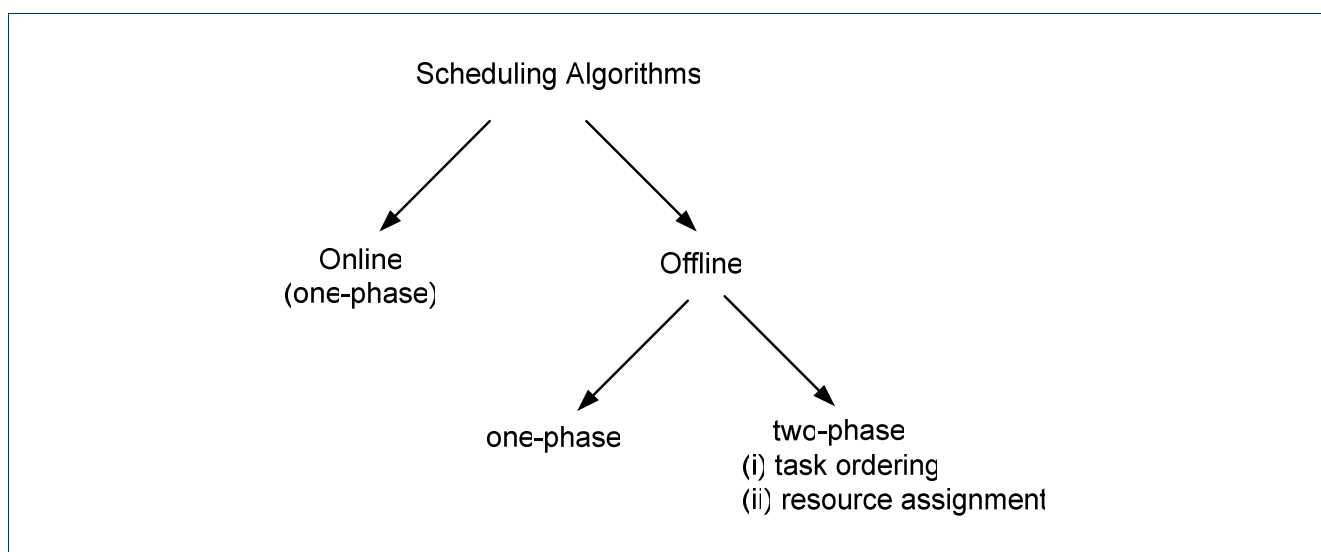 Scheduling Algorithms
Online
(one-phase)
Offline
one-phase
two-phase
(i) task ordering
(ii) resource assignment